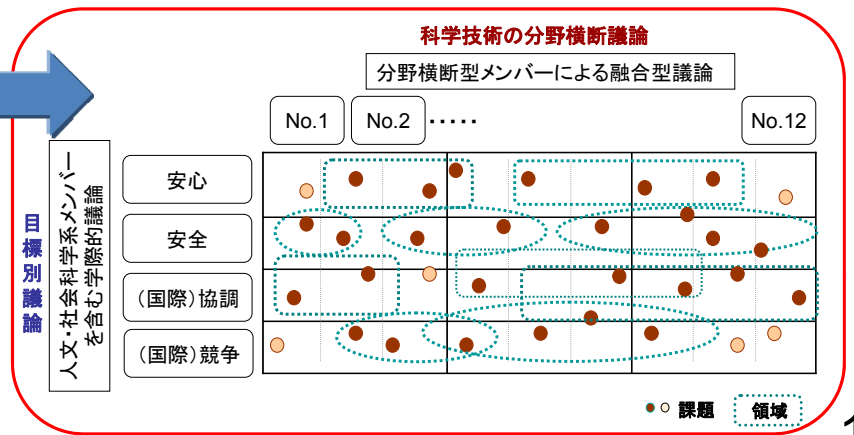 科学技術の分野横断議論
分野横断型メンバーによる融合型議論
No.1
No.2
・・・・・
No.12
目標別議論
人文・社会科学系メンバー
を含む学際的議論
安心
安全
（国際）協調
（国際）競争
課題
領域